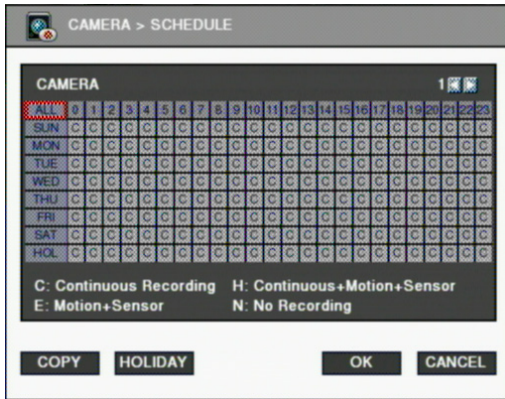 CAMERA > SCHEDULE
CAMERA 1
ALL 0 1 2 3 4 5 6 7 8 9 10 11 12 13 14 15 16 17 18 19 20 21 22 23
SUN C C C C C C C C C C C C C C C C C C C C C C C C
MON C C C C C C C C C C C C C C C C C C C C C C C C
TUE C C C C C C C C C C C C C C C C C C C C C C C C
WED C C C C C C C C C C C C C C C C C C C C C C C C
THU C C C C C C C C C C C C C C C C C C C C C C C C
FRI C C C C C C C C C C C C C C C C C C C C C C C C
SAT C C C C C C C C C C C C C C C C C C C C C C C C
HOL C C C C C C C C C C C C C C C C C C C C C C C C
C: Continuous Recording H: Continuous+Motion+Sensor
E: Motion+Sensor N: No Recording
COPY HOLIDAY OK CANCEL